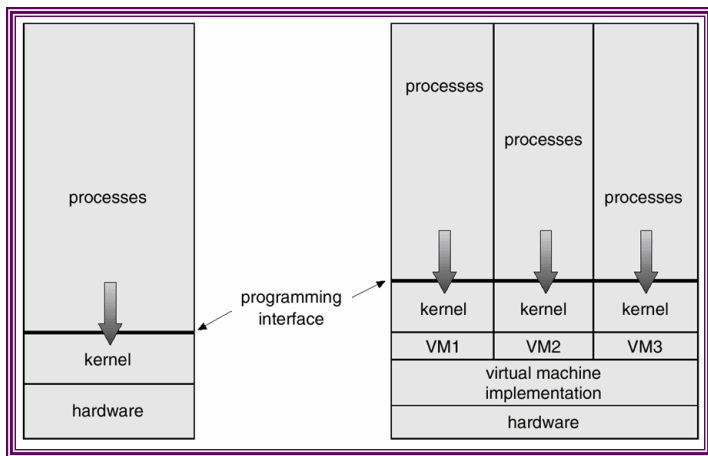 processes
kernel
hardware
programming
interface
processes
processes
processes
kernel kernel kernel
VM1 VM2 VM3
virtual machine
implementation
hardware